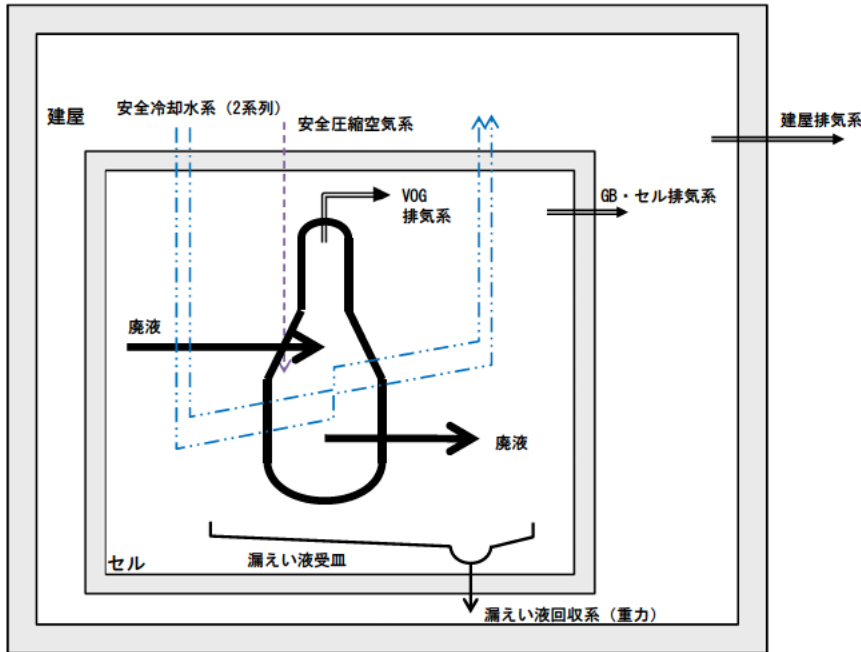 建屋
安全冷却水系（2系列）
安全圧縮空気系
建屋排気系
VOG
排気系
GB・セル排気系
廃液
廃液
セル
漏えい液受皿
漏えい液回収系（重力）